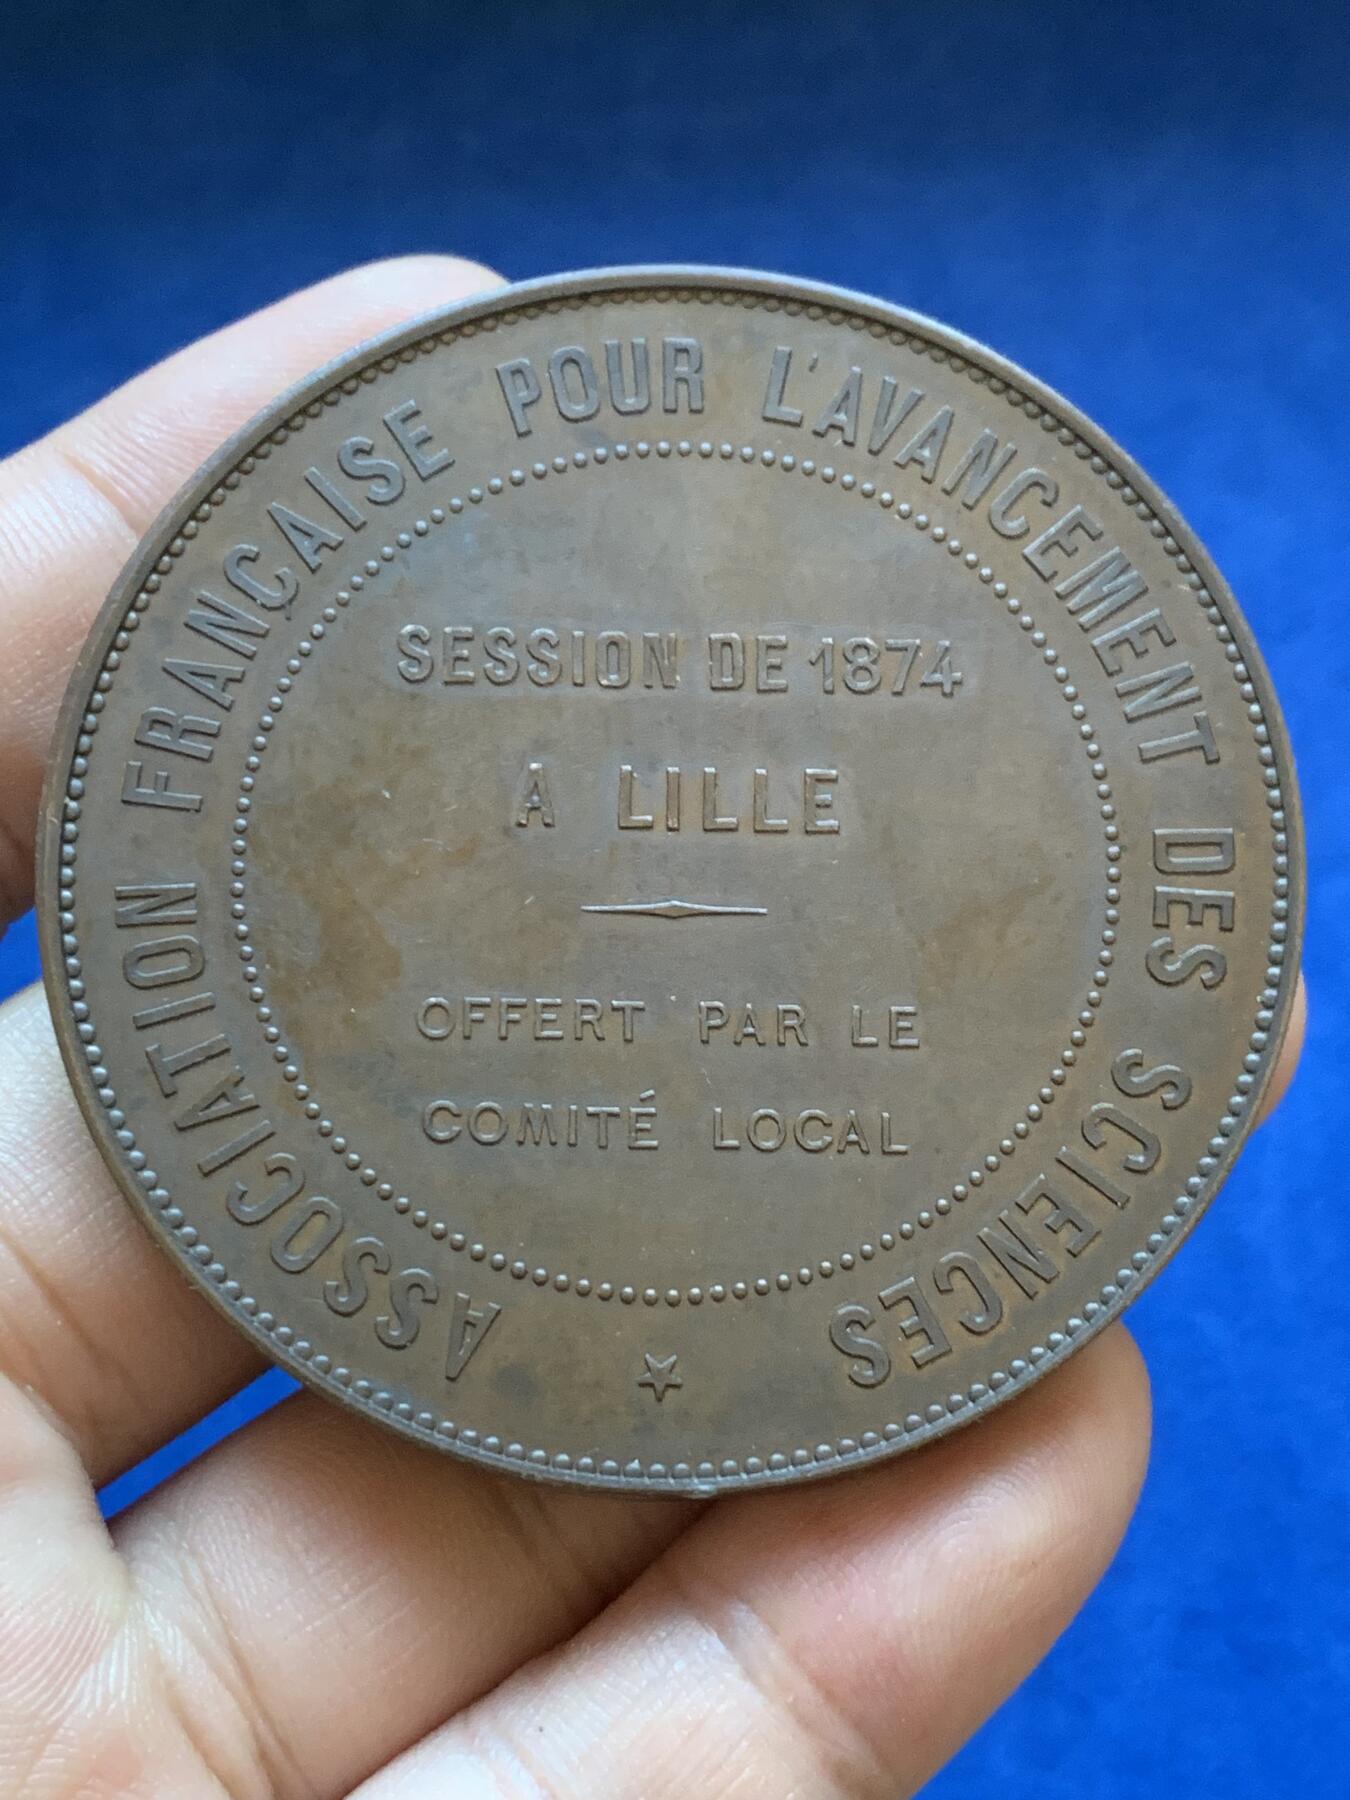 ASSOCIATION FRANÇAISE POUR L'AVANCEMENT DES SCIENCES
SESSION DE 1874
A LILLE
OFFERT PAR LE
COMITÉ LOCAL